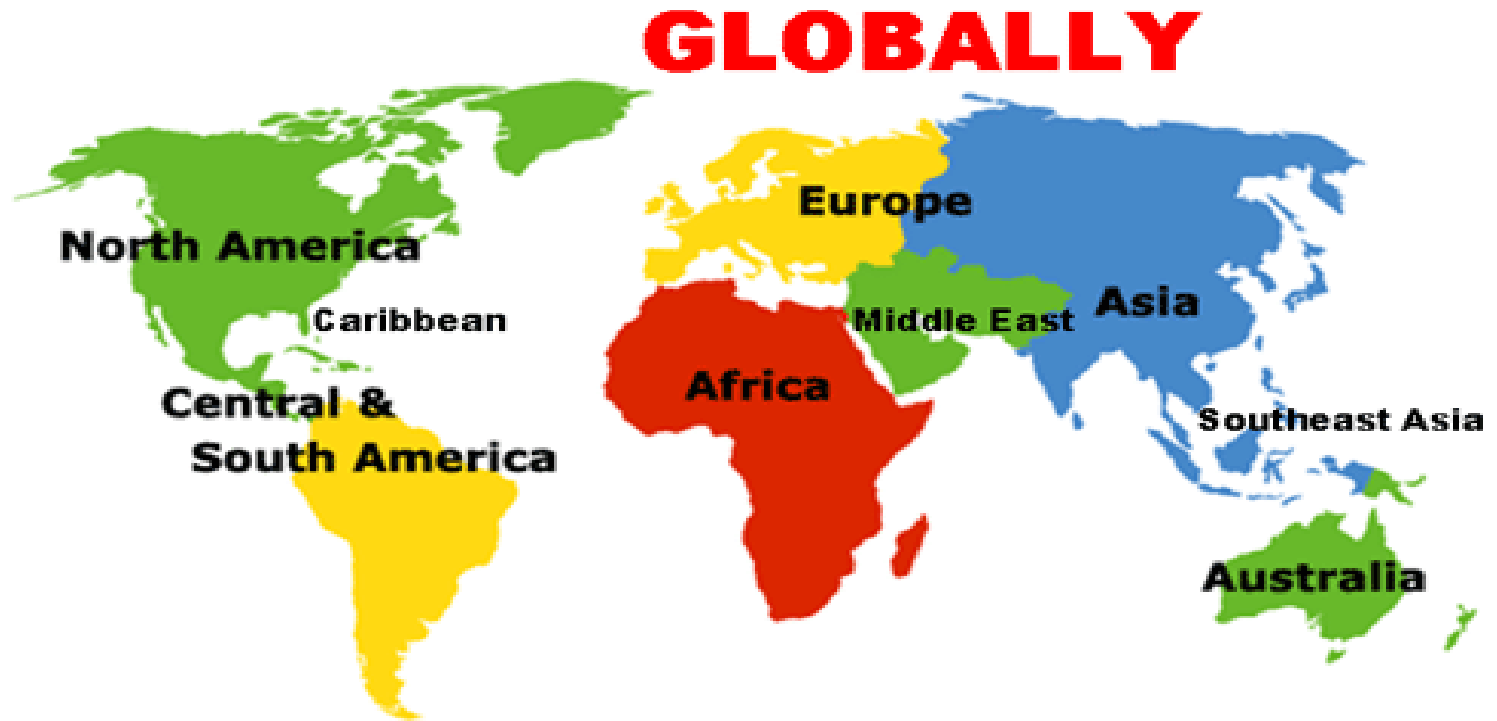 GLOBALLY
Europe
North America
Asia
Caribbean
Middle East
Africa
Central &
South America
Southeast Asia
Australia